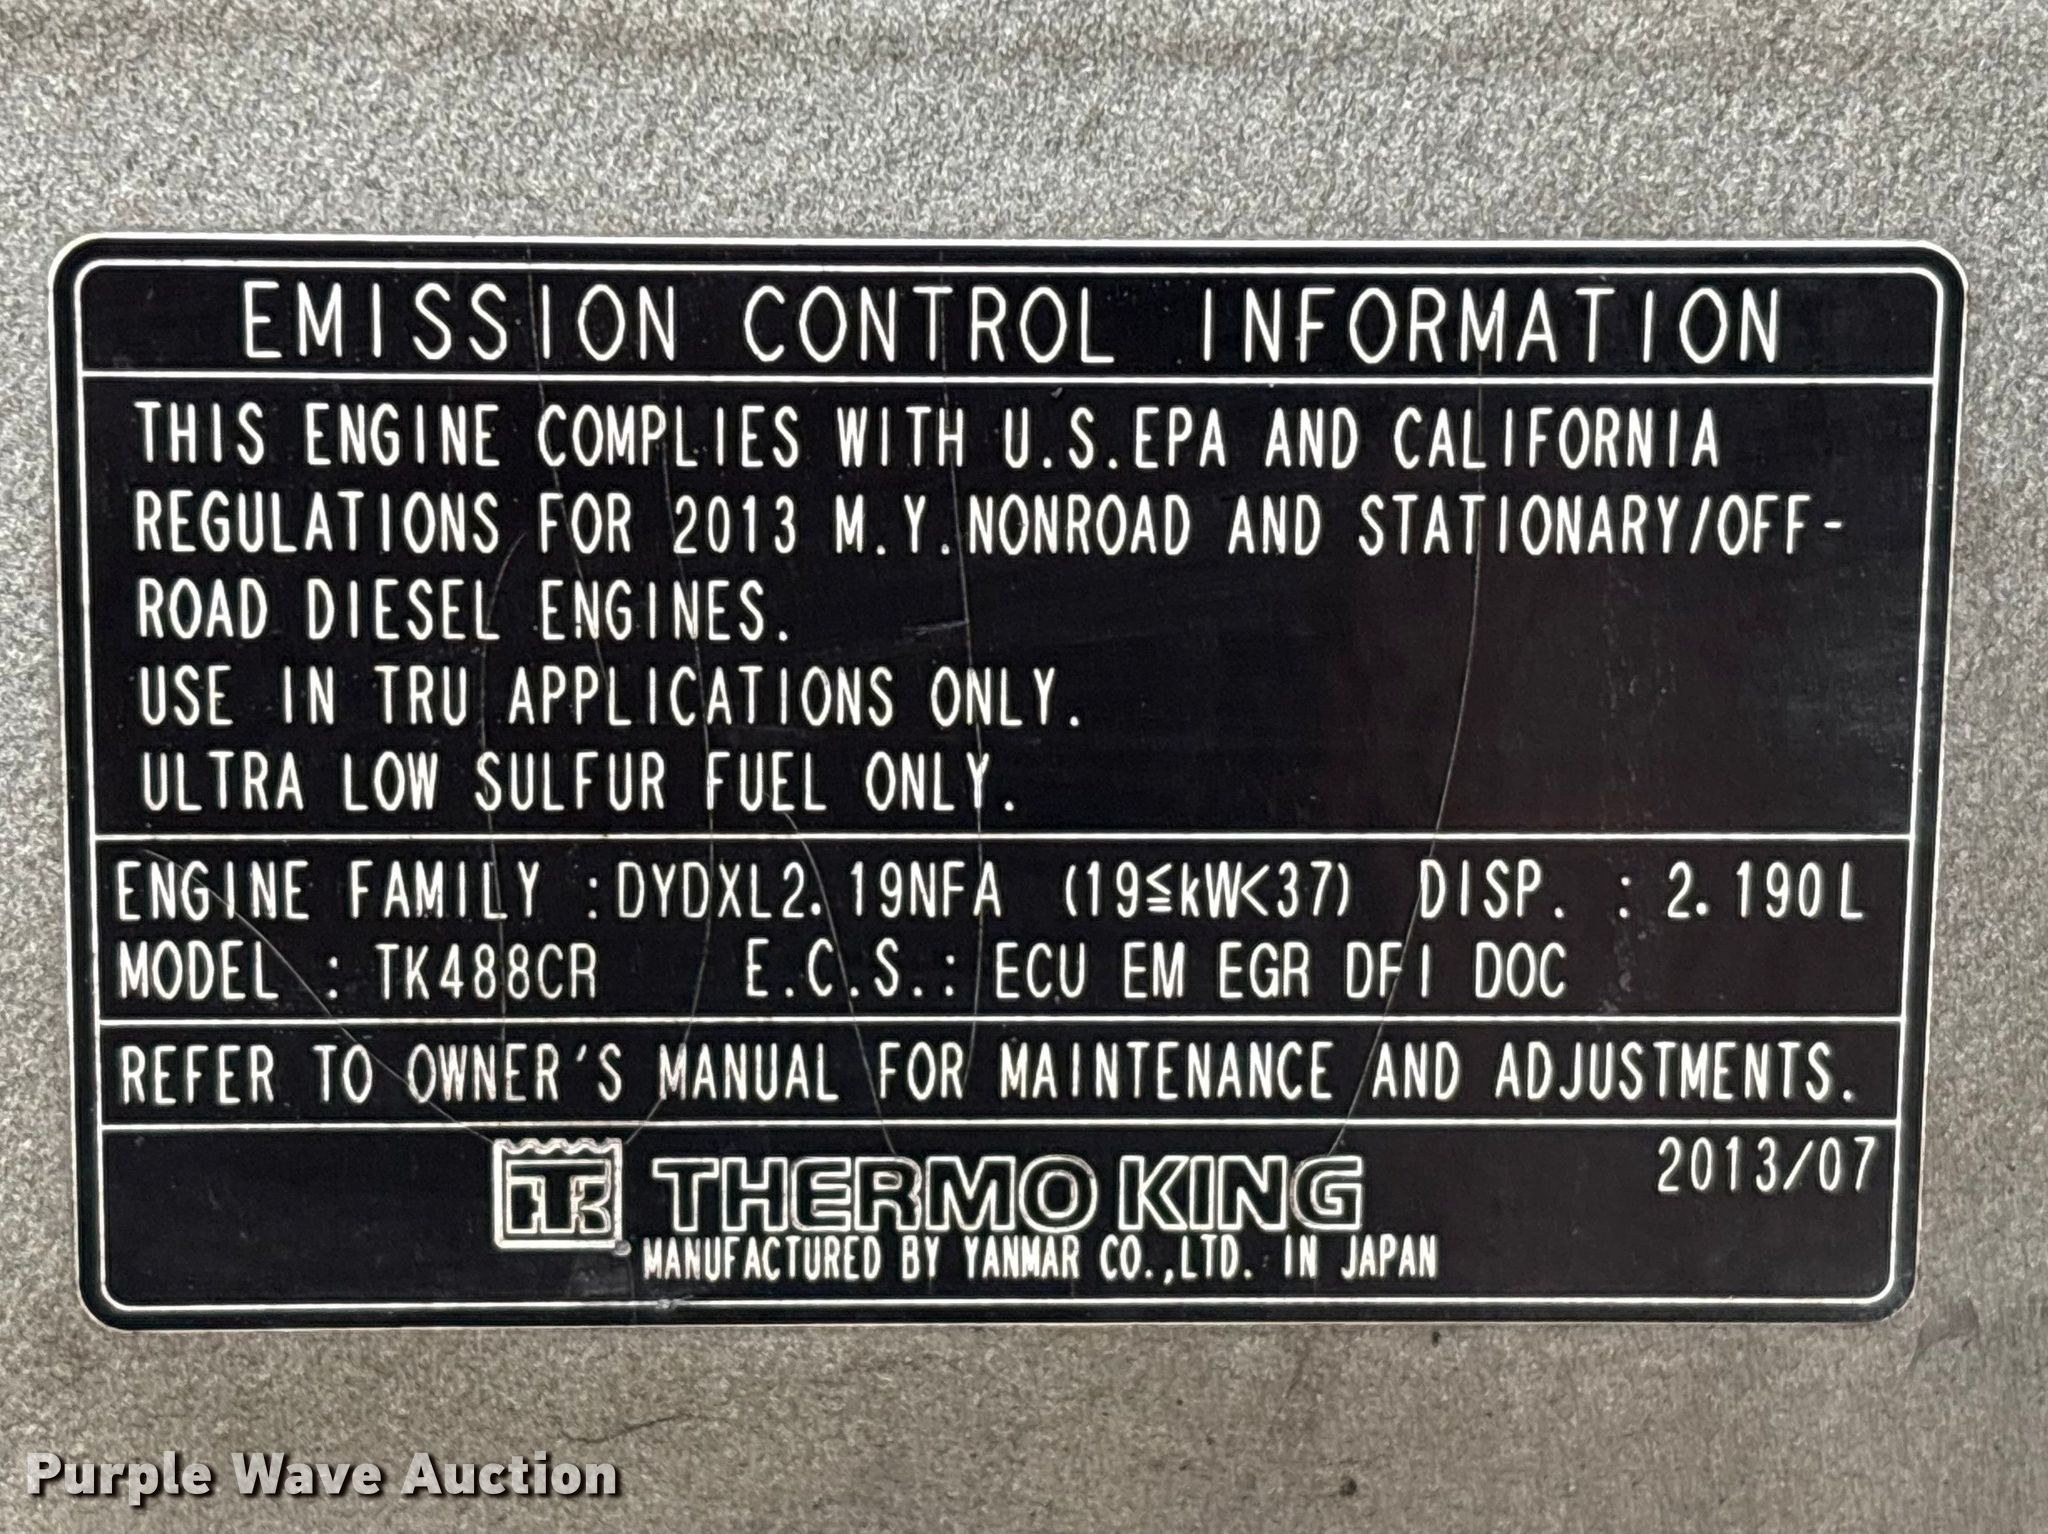 EMISSION CONTROL INFORMATION
THIS ENGINE COMPLIES WITH U.S.EPA AND CALIFORNIA
REGULATIONS FOR 2013 M.Y.NONROAD AND STATIONARY/OFF-
ROAD DIESEL ENGINES.
USE IN TRU APPLICATIONS ONLY.
ULTRA LOW SULFUR FUEL ONLY.
ENGINE FAMILY :DYDXL2.19NFA (19≦kW<37) DISP. : 2.190L
MODEL : TK488CR E.C.S.: ECU EM EGR DFI DOC
REFER TO OWNER'S MANUAL FOR MAINTENANCE AND ADJUSTMENTS.
2013/07
TK THERMO KING
MANUFACTURED BY YANMAR CO.,LTD. IN JAPAN
Purple Wave Auction